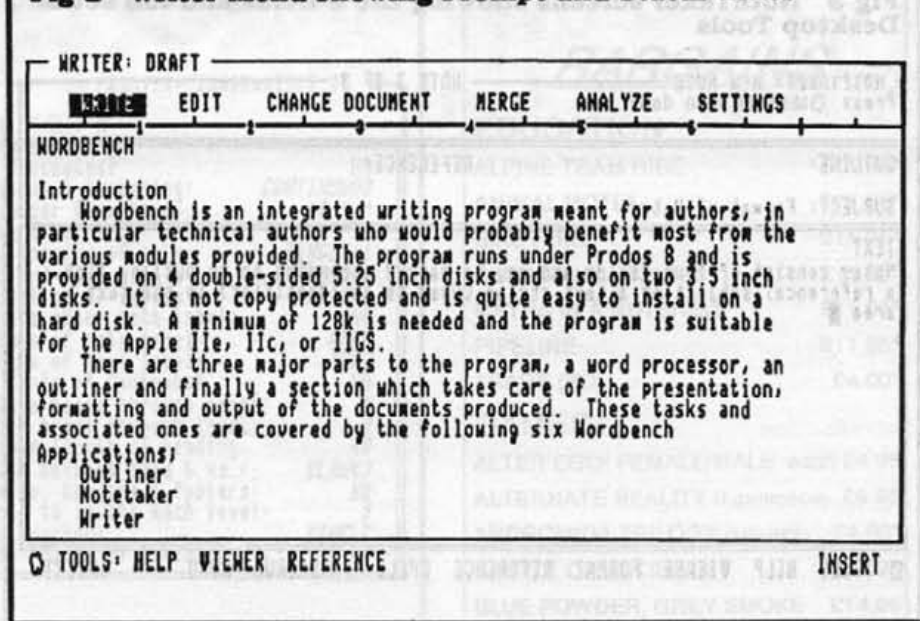 WRITER: DRAFT
EDIT CHANGE DOCUMENT MERGE ANALYZE SETTINGS
WORDBENCH
Introduction
Wordbench is an integrated writing program meant for authors, in
particular technical authors who would probably benefit most from the
various modules provided. The program runs under Prodos 8 and is
provided on two double-sided 5.25 inch disks and also on two 3.5 inch
disks. It is not copy protected and is quite easy to install on a
hard disk. A minimum of 128k is needed and the program is suitable
for the Apple IIe, IIc, or IIGS.
There are three major parts to the program, a word processor, an
outliner and finally a section which takes care of the presentation,
formatting and output of the documents produced. These tasks and
associated ones are covered by the following six Wordbench
Applications;
Outliner
Notetaker
Writer
TOOLS: HELP VIEWER REFERENCE INSERT